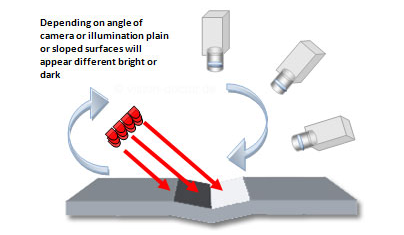 Depending on angle of
camera or illumination plain
or sloped surfaces will
appear different bright or
dark